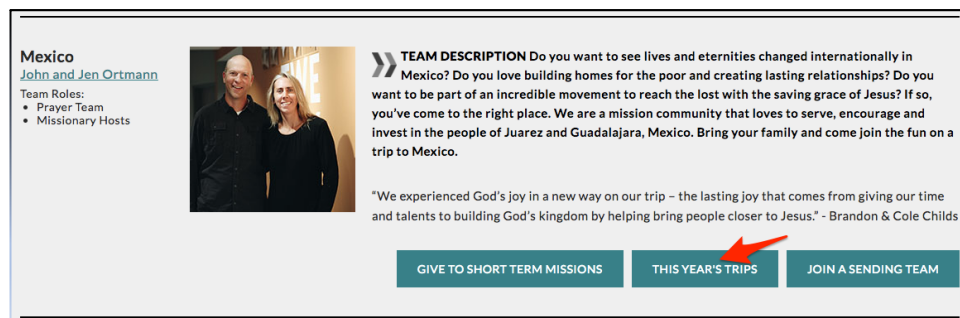 Mexico
John and Jen Ortmann
Team Roles:
• Prayer Team
• Missionary Hosts
TEAM DESCRIPTION Do you want to see lives and eternities changed internationally in
Mexico? Do you love building homes for the poor and creating lasting relationships? Do you
want to be part of an incredible movement to reach the lost with the saving grace of Jesus? If so,
you've come to the right place. We are a mission community that loves to serve, encourage and
invest in the people of Juarez and Guadalajara, Mexico. Bring your family and come join the fun on a
trip to Mexico.
“We experienced God’s joy in a new way on our trip – the lasting joy that comes from giving our time
and talents to building God’s kingdom by helping bring people closer to Jesus.” - Brandon & Cole Childs
GIVE TO SHORT TERM MISSIONS
THIS YEAR'S TRIPS
JOIN A SENDING TEAM